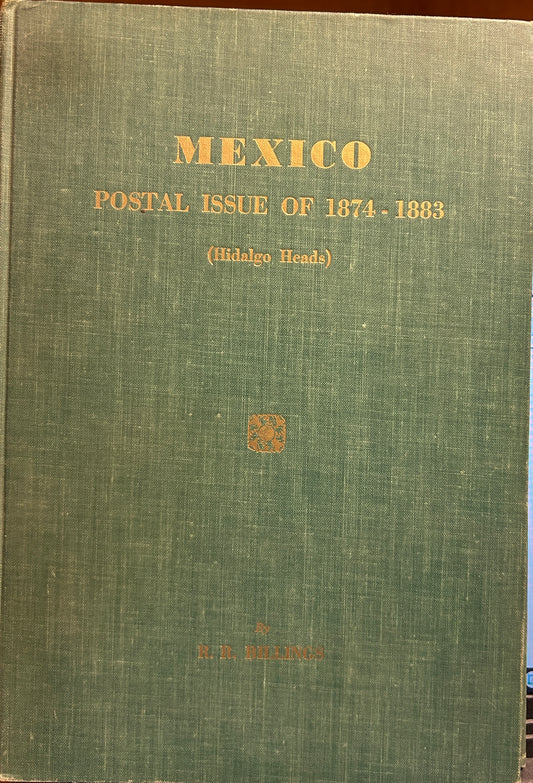 MEXICO
POSTAL ISSUE OF 1874 - 1883
(Hidalgo Heads)
By
R. R. BILLINGS